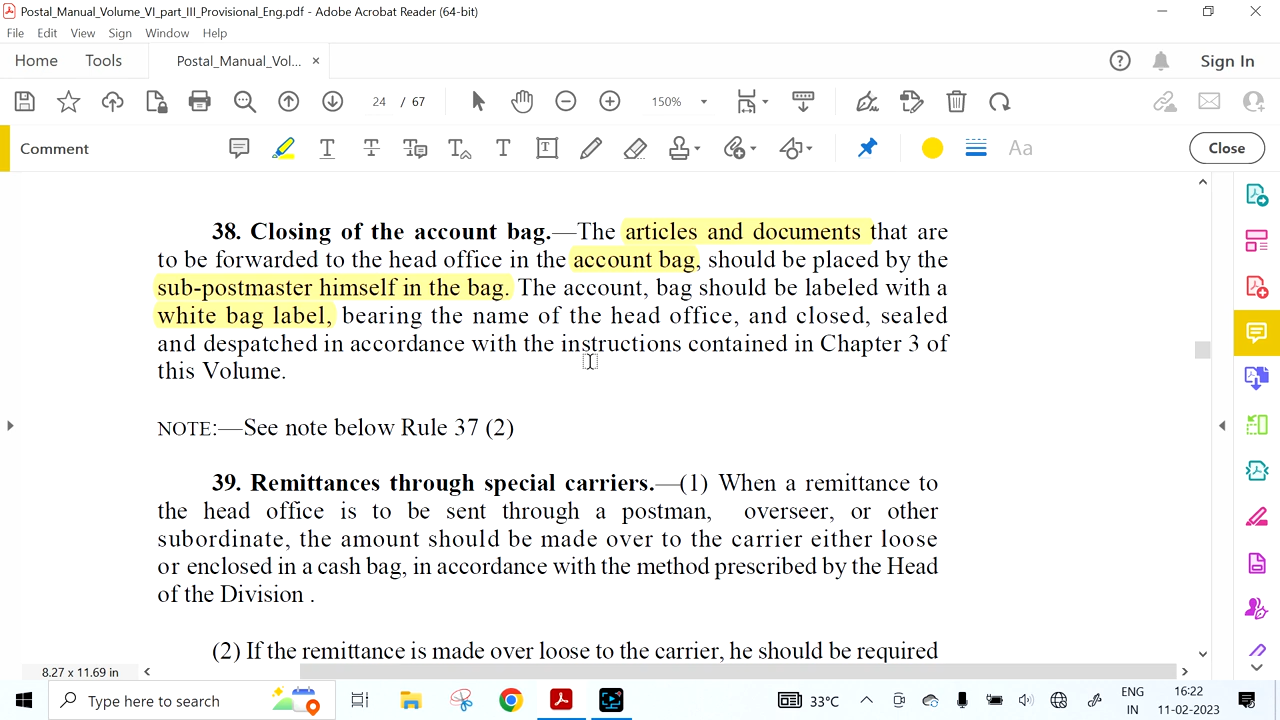 Postal_Manual_Volume_VI_part_III_Provisional_Eng.pdf - Adobe Acrobat Reader (64-bit)
File Edit View Sign Window Help
Home Tools Postal_Manual_Vol... × Sign In
24 / 67 150%
Comment Aa Close
38. Closing of the account bag.—The articles and documents that are
to be forwarded to the head office in the account bag, should be placed by the
sub-postmaster himself in the bag. The account, bag should be labeled with a
white bag label, bearing the name of the head office, and closed, sealed
and despatched in accordance with the instructions contained in Chapter 3 of
this Volume.
NOTE:—See note below Rule 37 (2)
39. Remittances through special carriers.—(1) When a remittance to
the head office is to be sent through a postman, overseer, or other
subordinate, the amount should be made over to the carrier either loose
or enclosed in a cash bag, in accordance with the method prescribed by the Head
of the Division .
(2) If the remittance is made over loose to the carrier, he should be required
8.27 x 11.69 in
Type here to search 33°C ENG 16:22
IN 11-02-2023